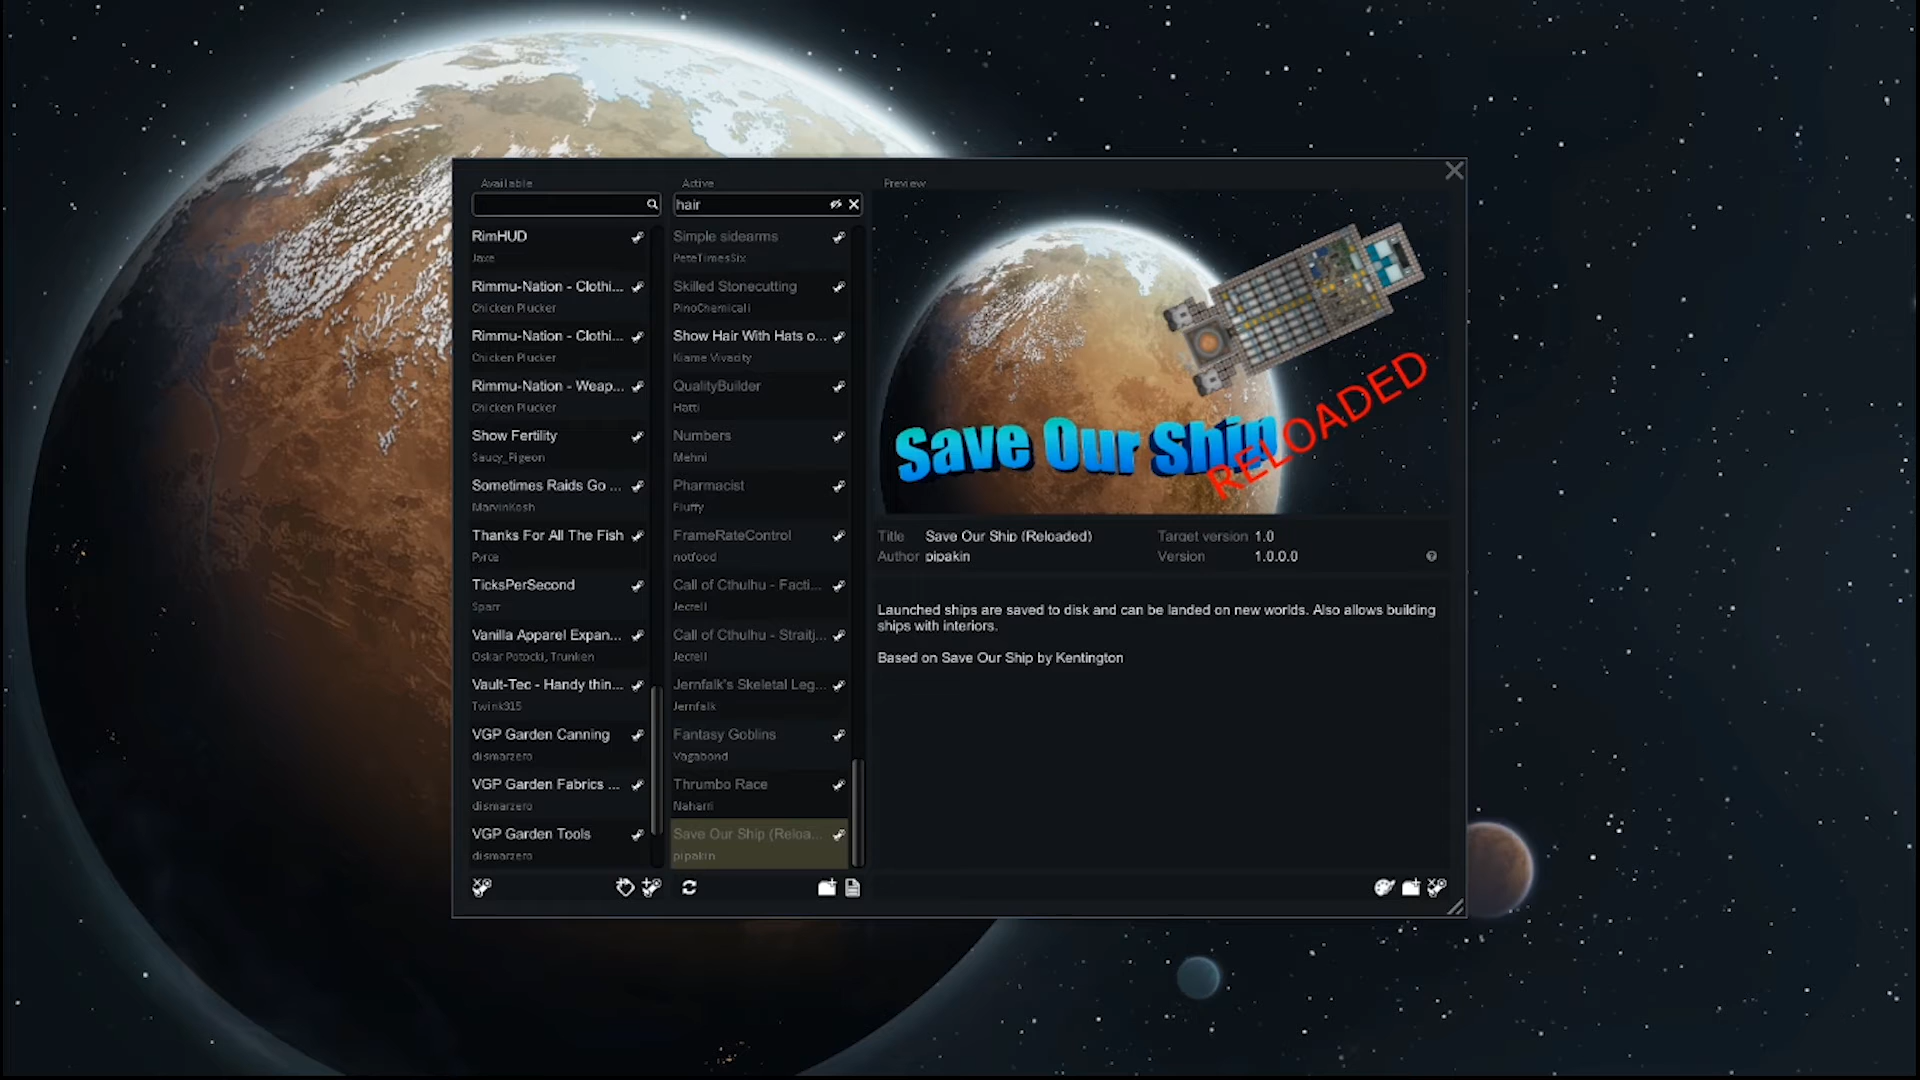 Available
RimHUD
Jaxe
Rimmu-Nation - Clothi...
Chicken Plucker
Rimmu-Nation - Clothi...
Chicken Plucker
Rimmu-Nation - Weap...
Chicken Plucker
Show Fertility
Saucy_Pigeon
Sometimes Raids Go ...
MarvinKosh
Thanks For All The Fish
Pyrce
TicksPerSecond
Sparr
Vanilla Apparel Expan...
Oskar Potocki, Trunken
Vault-Tec - Handy thin...
Twink315
VGP Garden Canning
dismarzero
VGP Garden Fabrics ...
dismarzero
VGP Garden Tools
dismarzero
Active
hair
Simple sidearms
PeteTimesSix
Skilled Stonecutting
PinoChemicall
Show Hair With Hats o...
Kiame Vivacity
QualityBuilder
Hatti
Numbers
Mehni
Pharmacist
Fluffy
FrameRateControl
notfood
Call of Cthulhu - Facti...
Jecrell
Call of Cthulhu - Straitj...
Jecrell
Jernfalk's Skeletal Leg...
Jernfalk
Fantasy Goblins
Vagabond
Thrumbo Race
Naharri
Save Our Ship (Reloa...
pipakin
Preview
Save Our Ship
RELOADED
Title Save Our Ship (Reloaded)
Target version 1.0
Author pipakin
Version 1.0.0.0
Launched ships are saved to disk and can be landed on new worlds. Also allows building
ships with interiors.
Based on Save Our Ship by Kentington